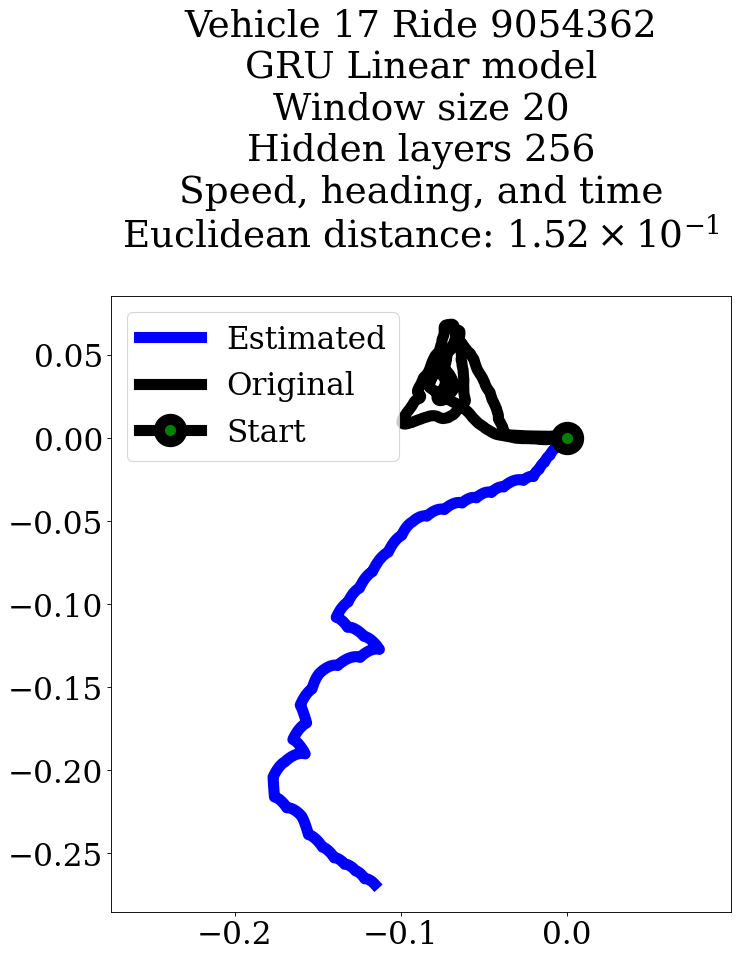 Vehicle 17 Ride 9054362
GRU Linear model
Window size 20
Hidden layers 256
Speed, heading, and time
Euclidean distance: 1.52 × 10⁻¹
Estimated
Original
Start
0.05
0.00
−0.05
−0.10
−0.15
−0.20
−0.25
−0.2 −0.1 0.0